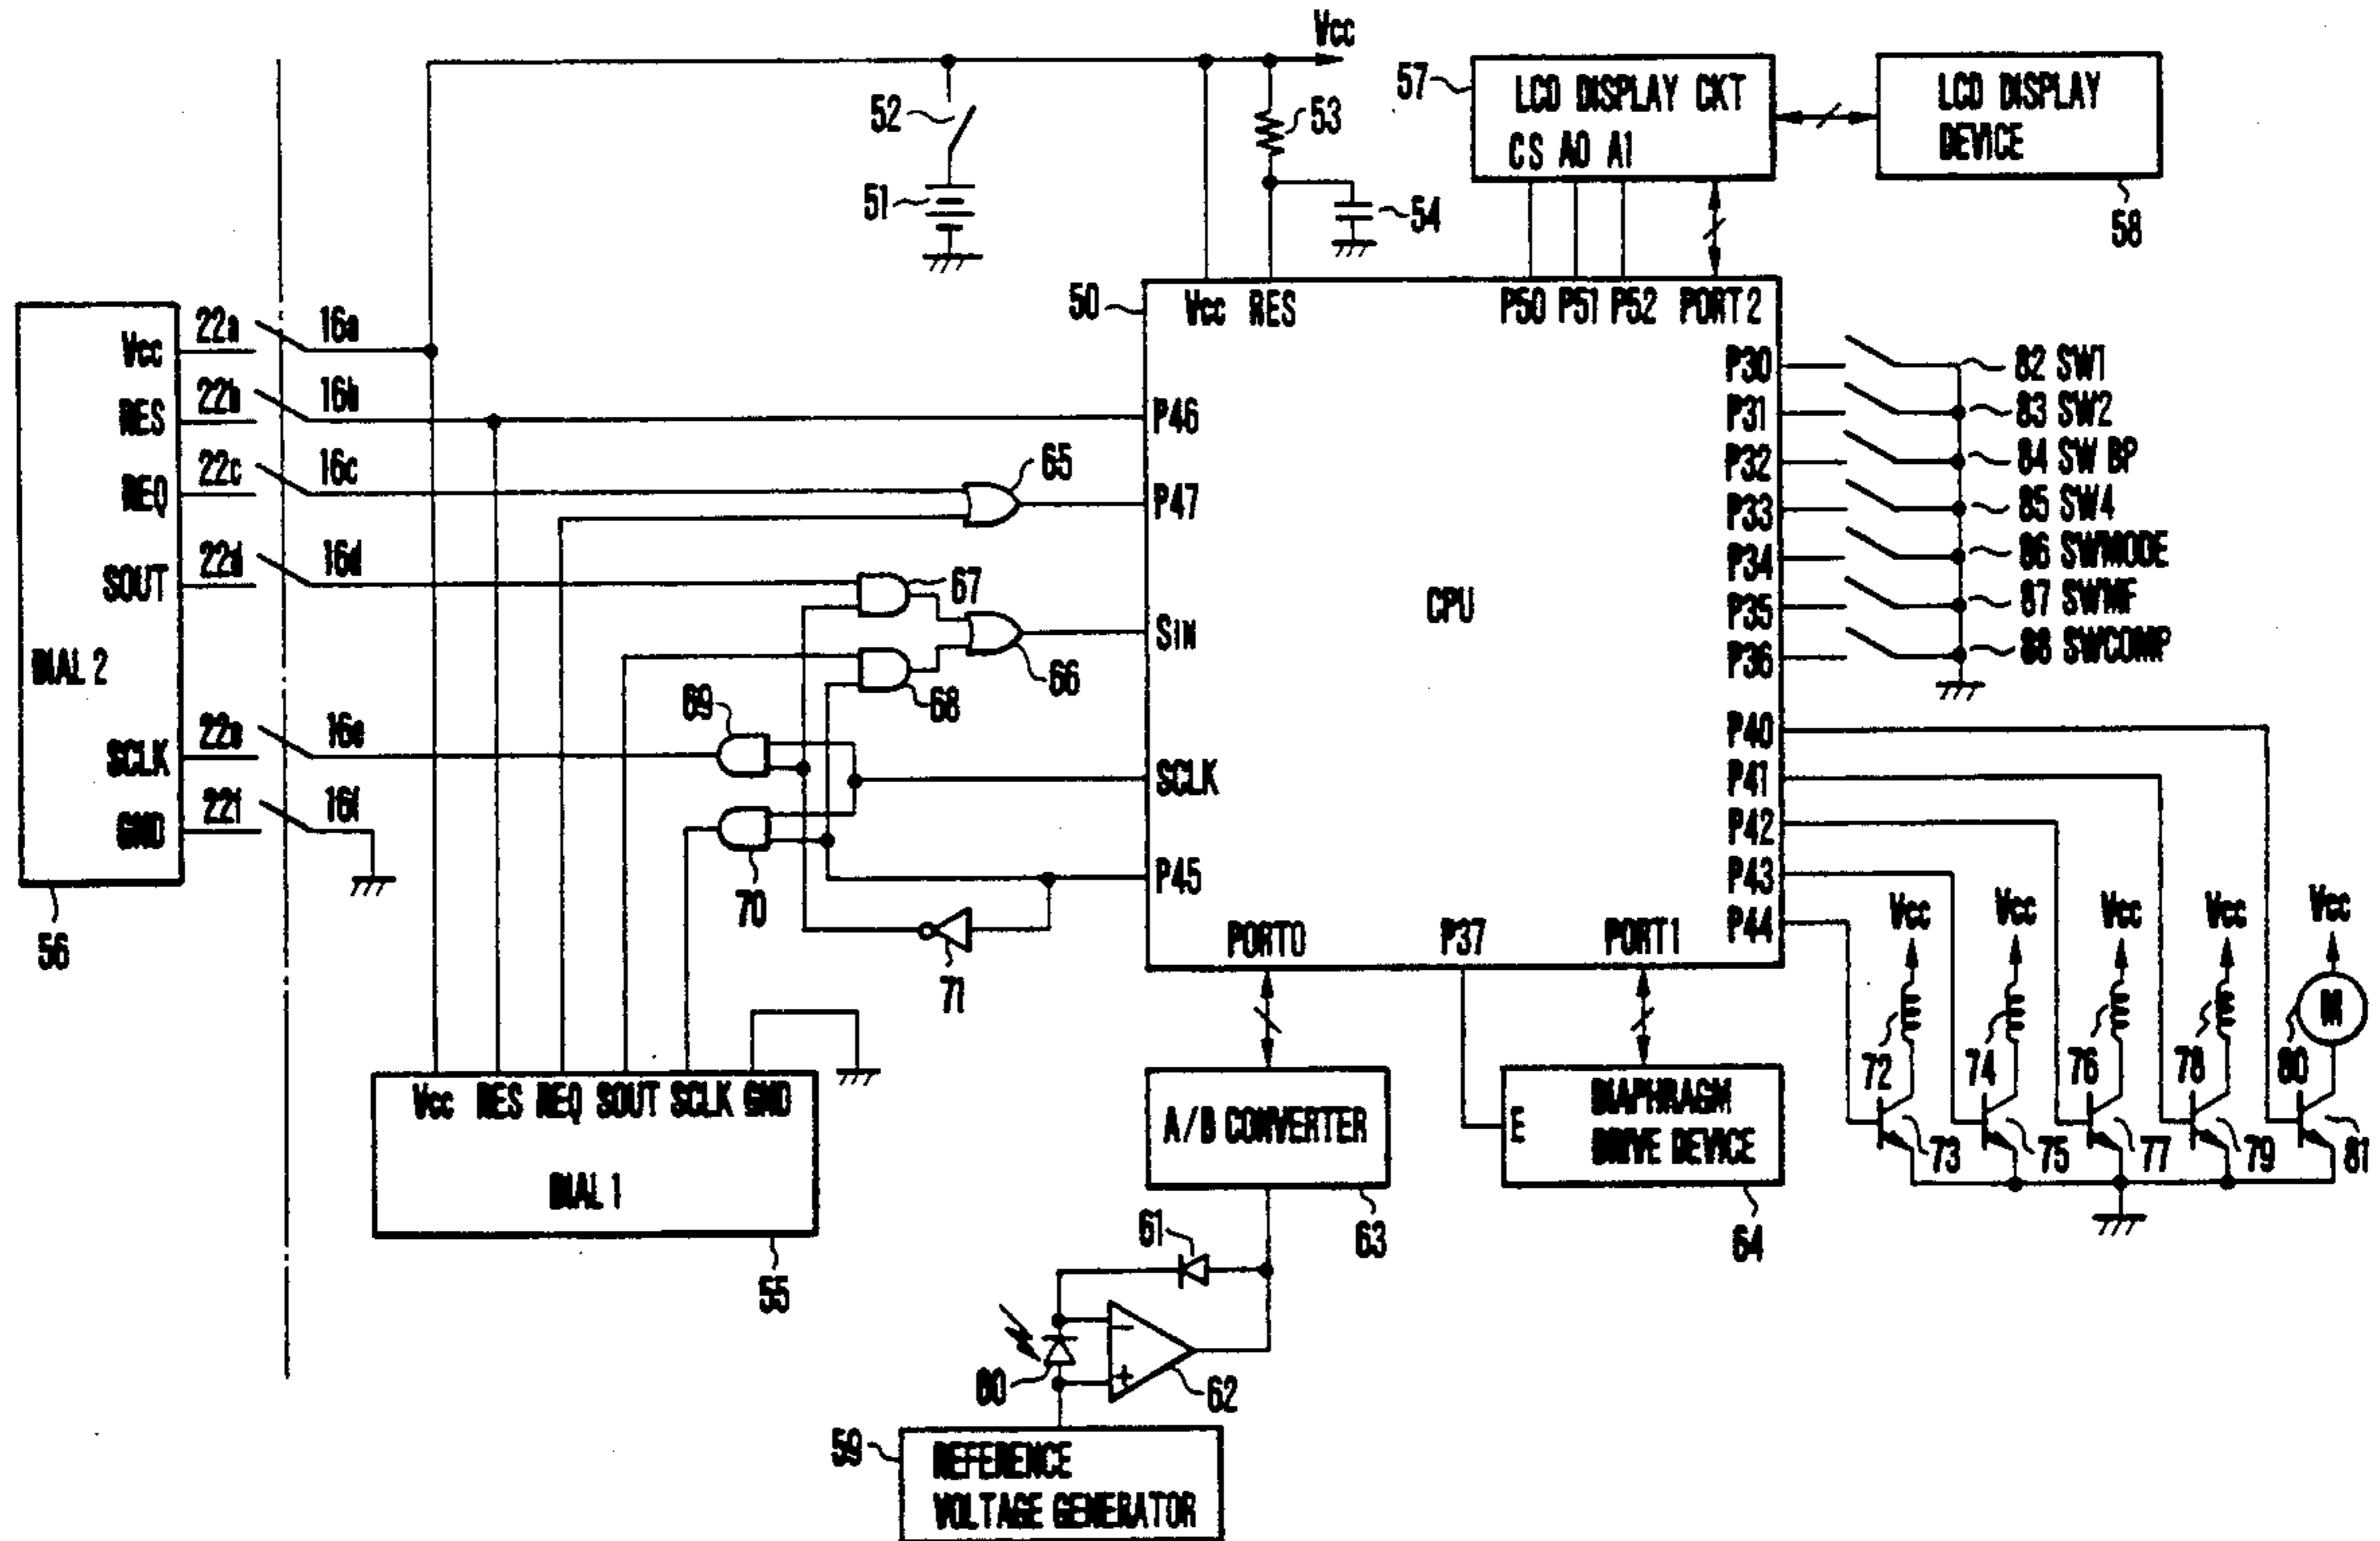 Vcc
57
LCD DISPLAY CKT
CS A0 A1
LCD DISPLAY
DEVICE
58
52
51
53
54
50
Vcc RES P50 P51 P52 PORT2
CPU
P46
P47
SIN
SCLK
P45
PORT0 P37 PORT1
P30
P31
P32
P33
P34
P35
P36
P40
P41
P42
P43
P44
82 SW1
83 SW2
84 SW BP
85 SW4
86 SWMODE
87 SWMF
88 SWCOMP
Vcc 22a 16a
RES 22b 16b
REQ 22c 16c
SOUT 22d 16d
DIAL 2
SCLK 22e 16e
GND 22f 16f
56
65
67
66
68
69
70
71
Vcc RES REQ SOUT SCLK GND
DIAL 1
55
A/B CONVERTER
63
E DIAPHRAGM
DRIVE DEVICE
64
61
60
62
59
REFERENCE
VOLTAGE GENERATOR
Vcc Vcc Vcc Vcc Vcc
M
72 74 76 78 80
73 75 77 79 81